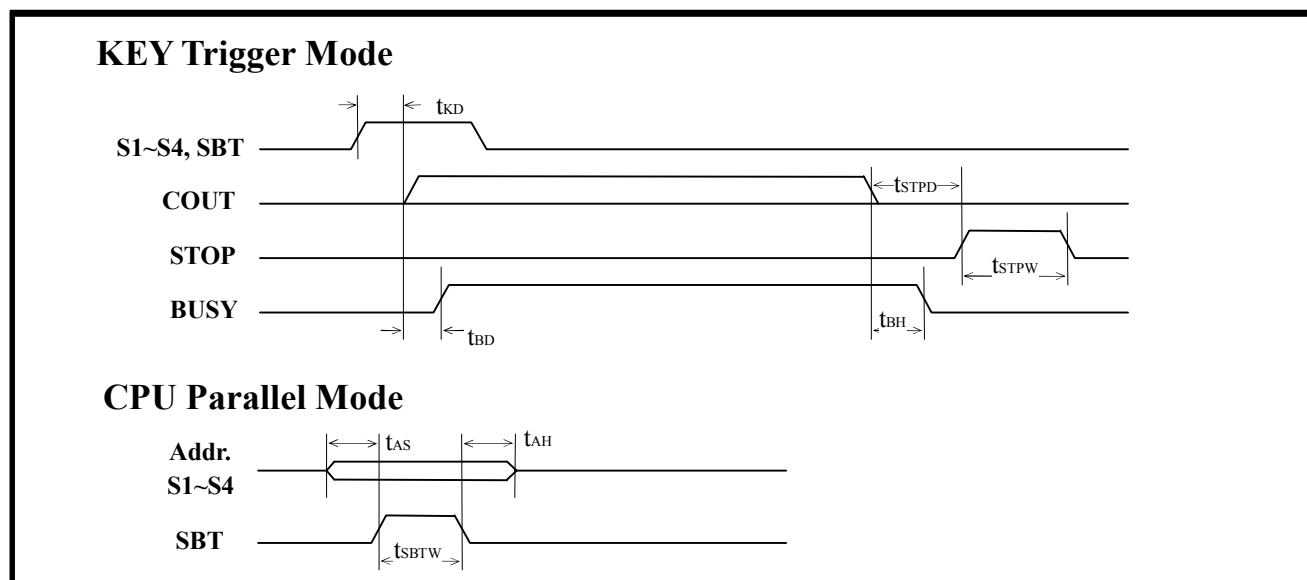 KEY Trigger Mode
tKD
S1~S4, SBT
COUT
tSTPD
STOP
tSTPW
BUSY
tBD
tBH
CPU Parallel Mode
Addr.
S1~S4
tAS
tAH
SBT
tSBTW